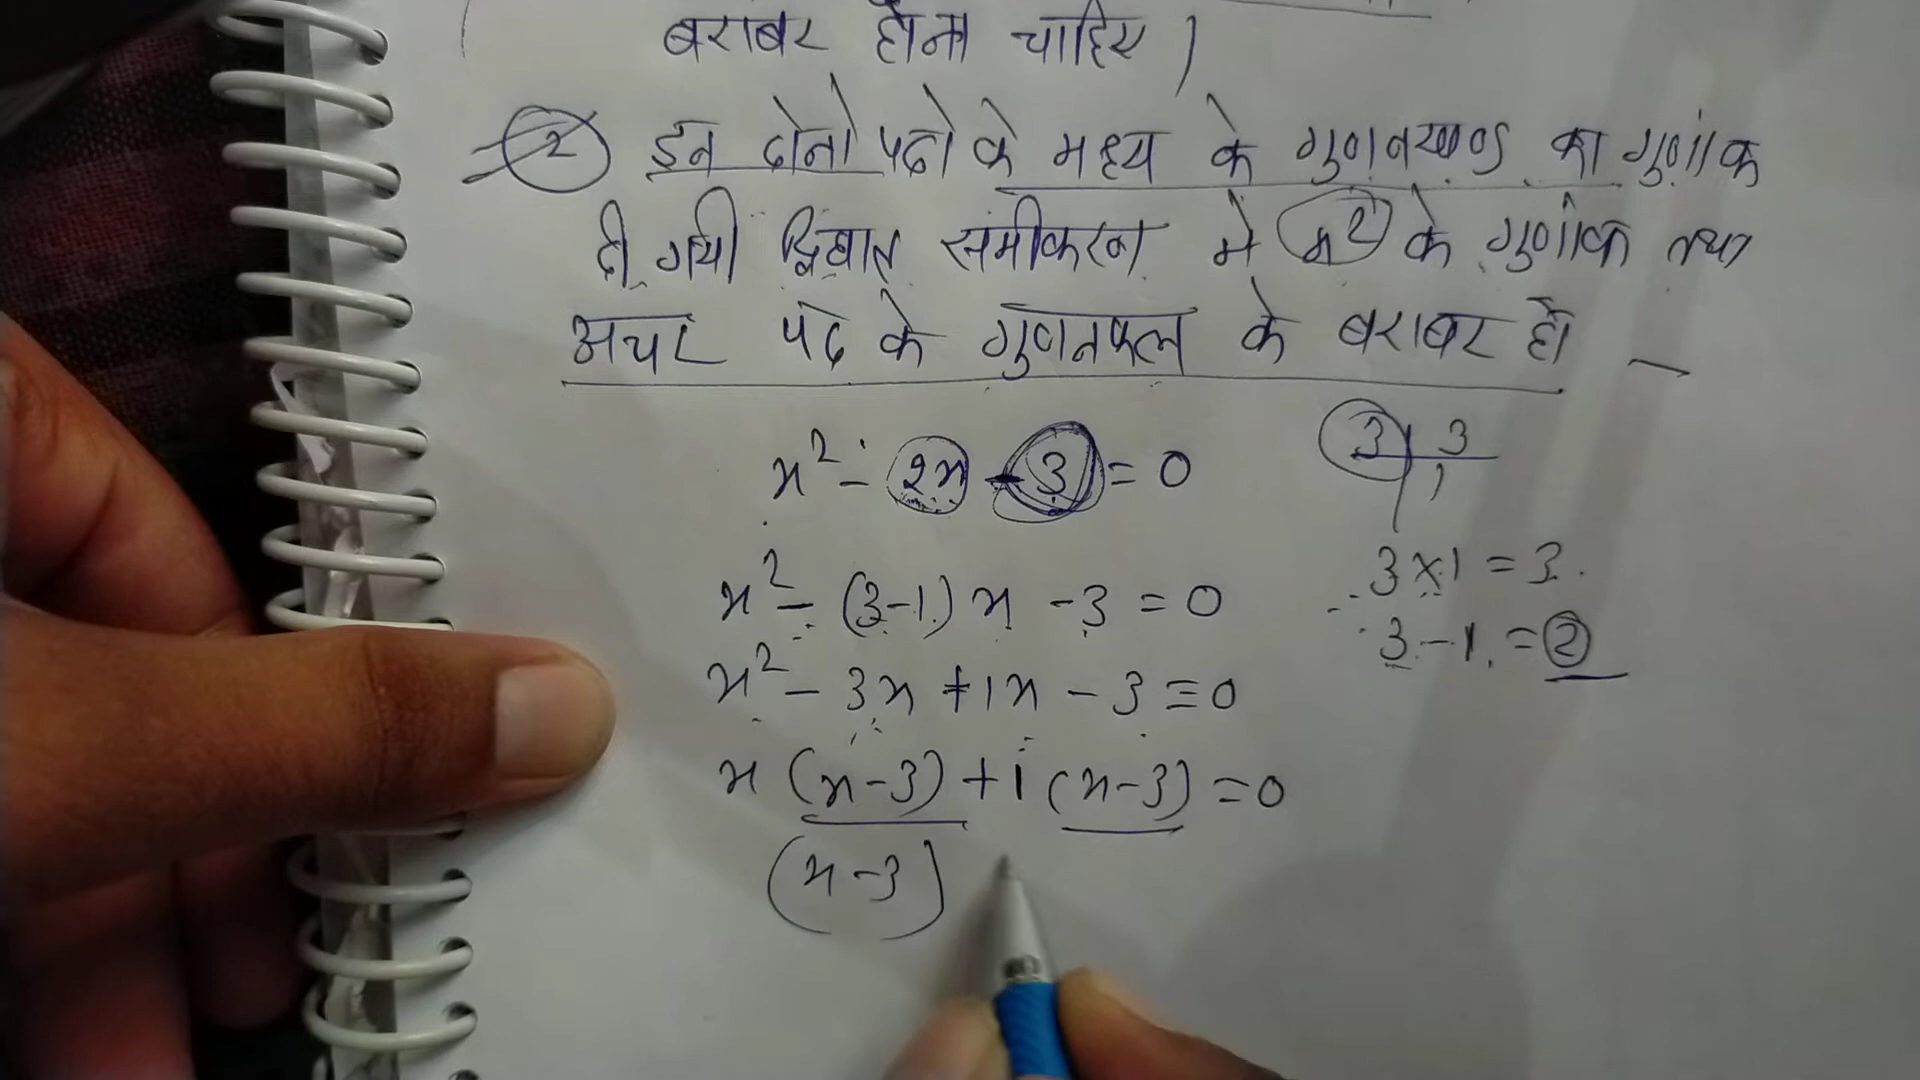 बराबर होना चाहिए )
② इन दोनो पदो के मध्य के गुणनखण्ड का गुणांक
दी गयी द्विघात समीकरण मे x² के गुणांक तथा
अचर पद के गुणनफल के बराबर हो –
x² - 2x - 3 = 0
3 | 3
1
x² - (3-1) x - 3 = 0
3 × 1 = 3
3 - 1 = 2
x² - 3x + 1x - 3 = 0
x (x-3) + 1 (x-3) = 0
(x-3)